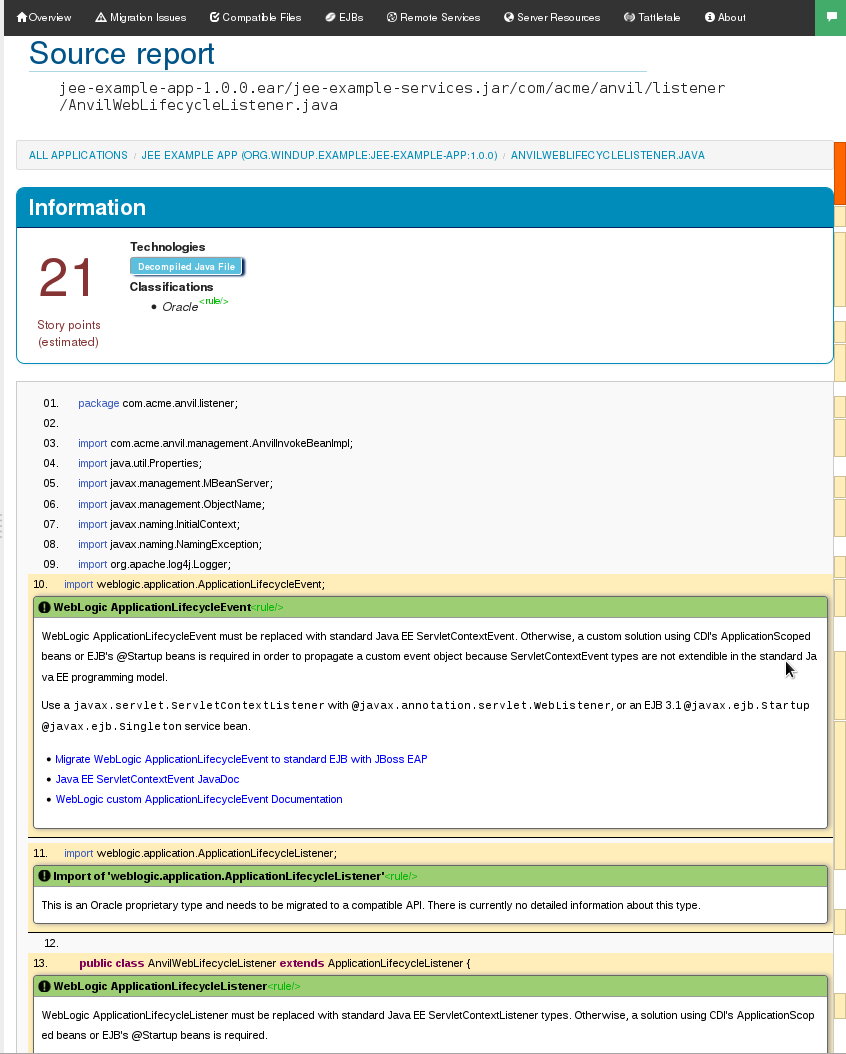 Overview Migration Issues Compatible Files EJBs Remote Services Server Resources Tattletale About
Source report
jee-example-app-1.0.0.ear/jee-example-services.jar/com/acme/anvil/listener
/AnvilWebLifecycleListener.java
ALL APPLICATIONS / JEE EXAMPLE APP (ORG.WINDUP.EXAMPLE:JEE-EXAMPLE-APP:1.0.0) / ANVILWEBLIFECYCLELISTENER.JAVA
Information
21
Story points
(estimated)
Technologies
Decompiled Java File
Classifications
• Oracle<rule/>
01. package com.acme.anvil.listener;
02.
03. import com.acme.anvil.management.AnvilInvokeBeanImpl;
04. import java.util.Properties;
05. import javax.management.MBeanServer;
06. import javax.management.ObjectName;
07. import javax.naming.InitialContext;
08. import javax.naming.NamingException;
09. import org.apache.log4j.Logger;
10. import weblogic.application.ApplicationLifecycleEvent;
WebLogic ApplicationLifecycleEvent<rule/>
WebLogic ApplicationLifecycleEvent must be replaced with standard Java EE ServletContextEvent. Otherwise, a custom solution using CDI's ApplicationScoped
beans or EJB's @Startup beans is required in order to propagate a custom event object because ServletContextEvent types are not extendible in the standard Ja
va EE programming model.
Use a javax.servlet.ServletContextListener with @javax.annotation.servlet.WebListener, or an EJB 3.1 @javax.ejb.Startup
@javax.ejb.Singleton service bean.
• Migrate WebLogic ApplicationLifecycleEvent to standard EJB with JBoss EAP
• Java EE ServletContextEvent JavaDoc
• WebLogic custom ApplicationLifecycleEvent Documentation
11. import weblogic.application.ApplicationLifecycleListener;
Import of 'weblogic.application.ApplicationLifecycleListener'<rule/>
This is an Oracle proprietary type and needs to be migrated to a compatible API. There is currently no detailed information about this type.
12.
13. public class AnvilWebLifecycleListener extends ApplicationLifecycleListener {
WebLogic ApplicationLifecycleListener<rule/>
WebLogic ApplicationLifecycleListener must be replaced with standard Java EE ServletContextListener types. Otherwise, a solution using CDI's ApplicationScop
ed beans or EJB's @Startup beans is required.